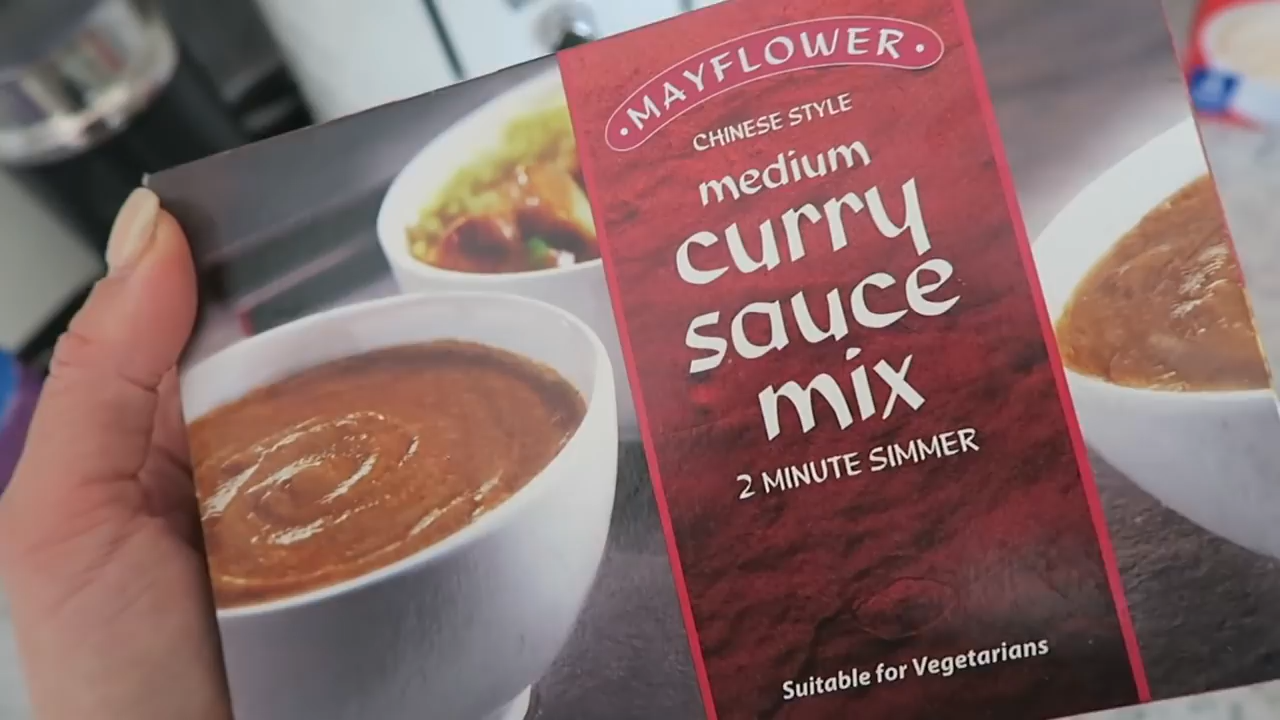 • MAYFLOWER •
CHINESE STYLE
medium
curry
sauce
mix
2 MINUTE SIMMER
Suitable for Vegetarians